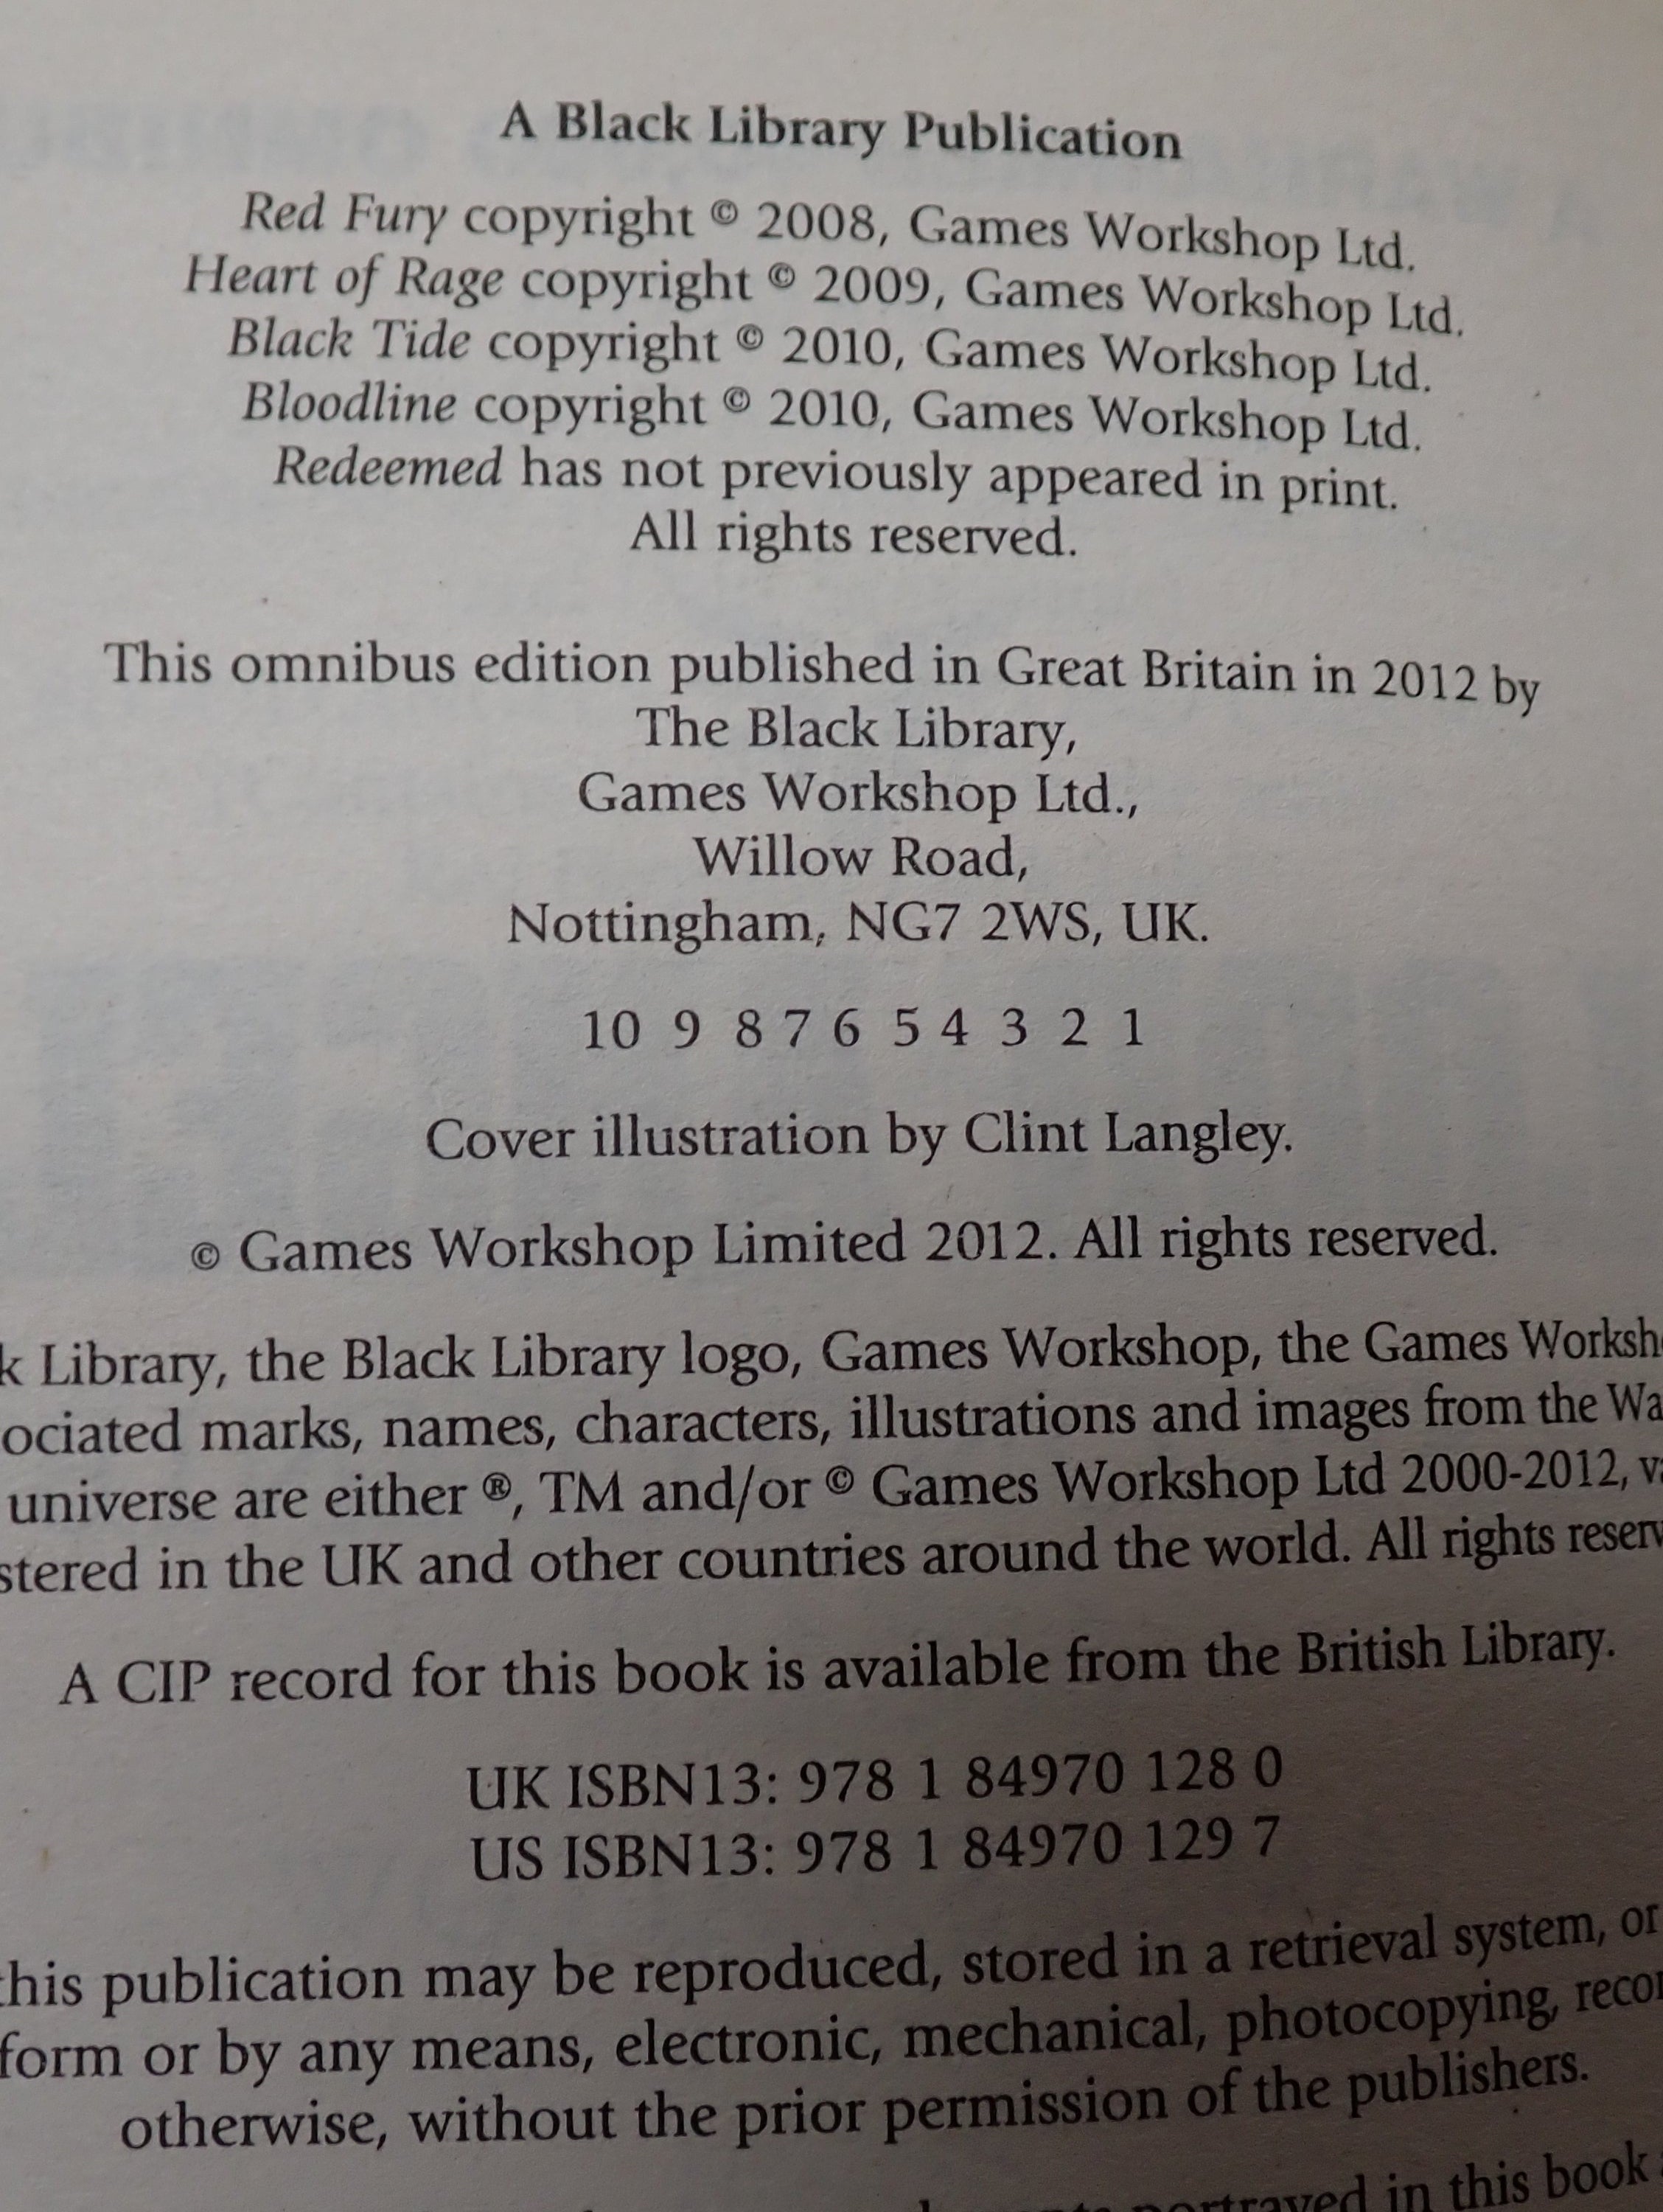 A Black Library Publication
Red Fury copyright © 2008, Games Workshop Ltd.
Heart of Rage copyright © 2009, Games Workshop Ltd.
Black Tide copyright © 2010, Games Workshop Ltd.
Bloodline copyright © 2010, Games Workshop Ltd.
Redeemed has not previously appeared in print.
All rights reserved.
This omnibus edition published in Great Britain in 2012 by
The Black Library,
Games Workshop Ltd.,
Willow Road,
Nottingham, NG7 2WS, UK.
10 9 8 7 6 5 4 3 2 1
Cover illustration by Clint Langley.
© Games Workshop Limited 2012. All rights reserved.
k Library, the Black Library logo, Games Workshop, the Games Worksh
ociated marks, names, characters, illustrations and images from the Wa
universe are either ®, TM and/or © Games Workshop Ltd 2000-2012, va
stered in the UK and other countries around the world. All rights reserv
A CIP record for this book is available from the British Library.
UK ISBN13: 978 1 84970 128 0
US ISBN13: 978 1 84970 129 7
this publication may be reproduced, stored in a retrieval system, or
form or by any means, electronic, mechanical, photocopying, recor
otherwise, without the prior permission of the publishers.
portrayed in this book